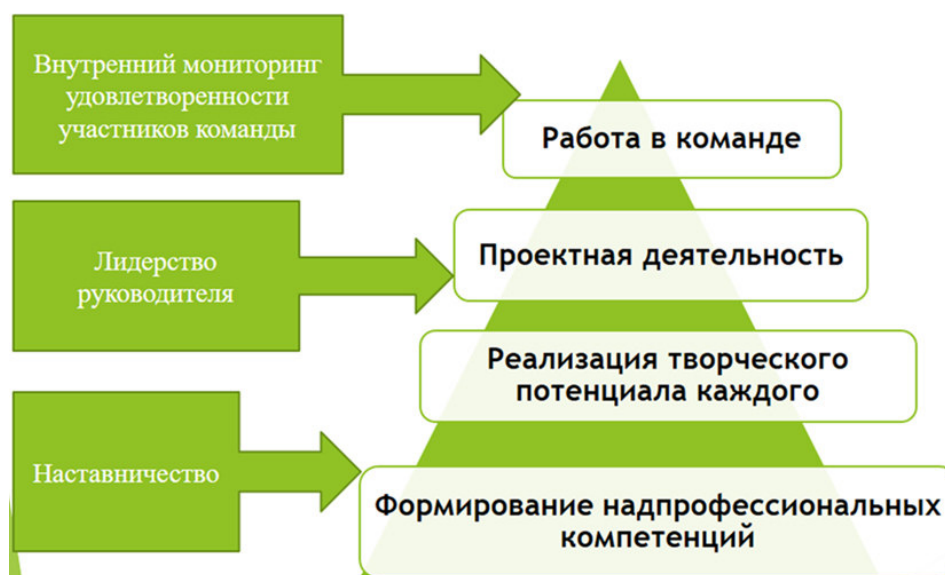 Внутренний мониторинг
удовлетворенности
участников команды
Работа в команде
Лидерство
руководителя
Проектная деятельность
Реализация творческого
потенциала каждого
Наставничество
Формирование надпрофессиональных
компетенций